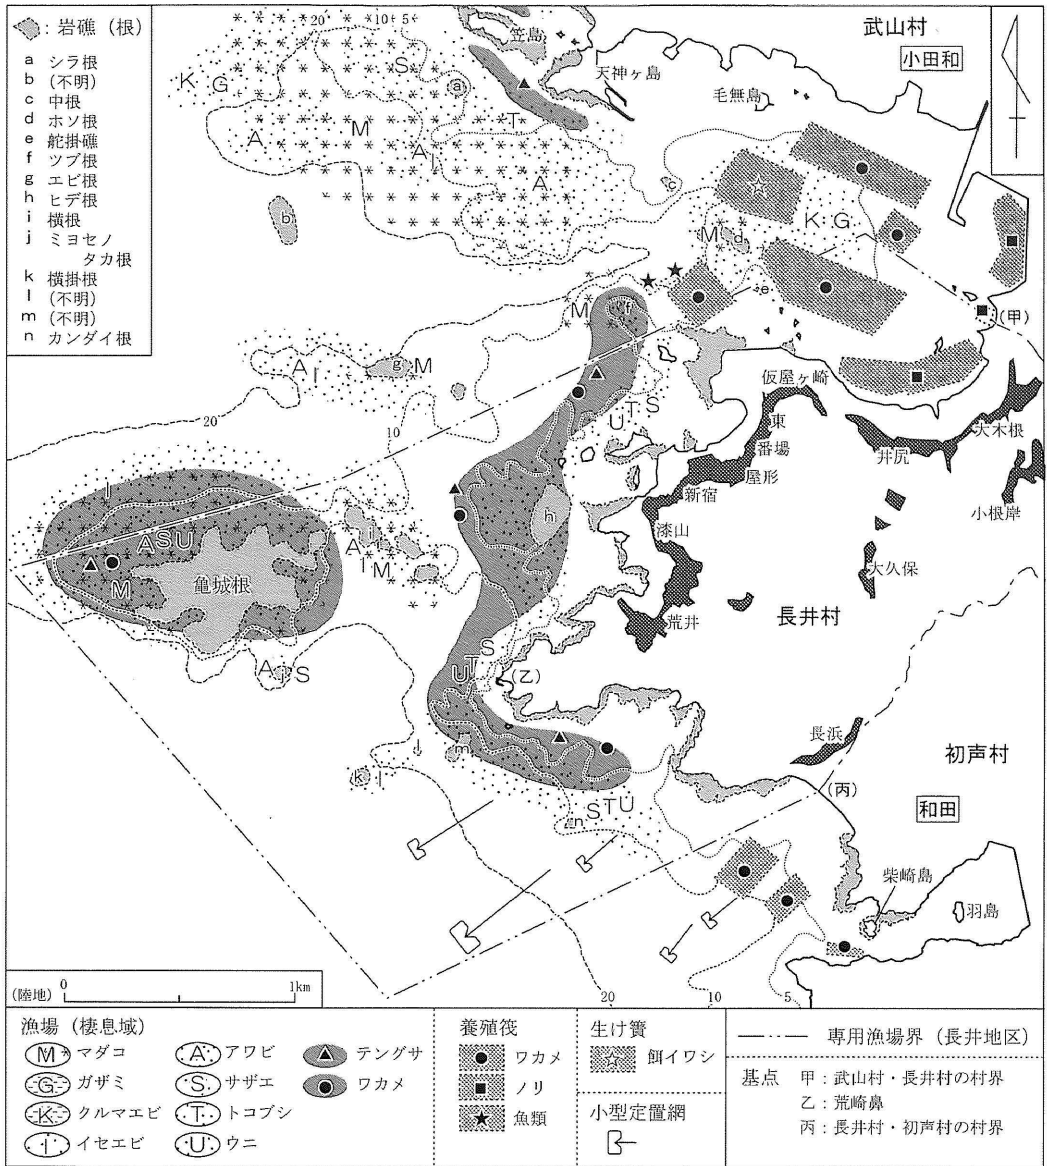 ：岩礁（根）
a シラ根
b (不明)
c 中根
d ホソ根
e 舵掛礁
f ツブ根
g エビ根
h ヒデ根
i 横根
j ミヨセノ
タカ根
k 横掛根
l (不明)
m (不明)
n カンダイ根
20
10
5
笠島
天神ヶ島
武山村
小田和
毛無島
K
G
S
a
A
M
A
I
T
A
c
b
K
G
M
d
e
M
f
(甲)
A
I
g
M
S
T
U
仮屋ヶ崎
東
番場
屋形
新宿
漆山
荒井
大木根
井尻
小根岸
大久保
長井村
20
10
I
A
S
U
M
亀城根
i
A
I
M
h
A
j
S
S
T
U
(乙)
長浜
初声村
(丙)
和田
l
k
I
m
n
S
T
U
柴崎島
羽島
20
10
5
(陸地)
0
1km
漁場（棲息域）
M マダコ
G ガザミ
K クルマエビ
I イセエビ
A アワビ
S サザエ
T トコブシ
U ウニ
テングサ
ワカメ
養殖筏
ワカメ
ノリ
魚類
生け簀
餌イワシ
小型定置網
専用漁場界（長井地区）
基点 甲：武山村・長井村の村界
乙：荒崎鼻
丙：長井村・初声村の村界